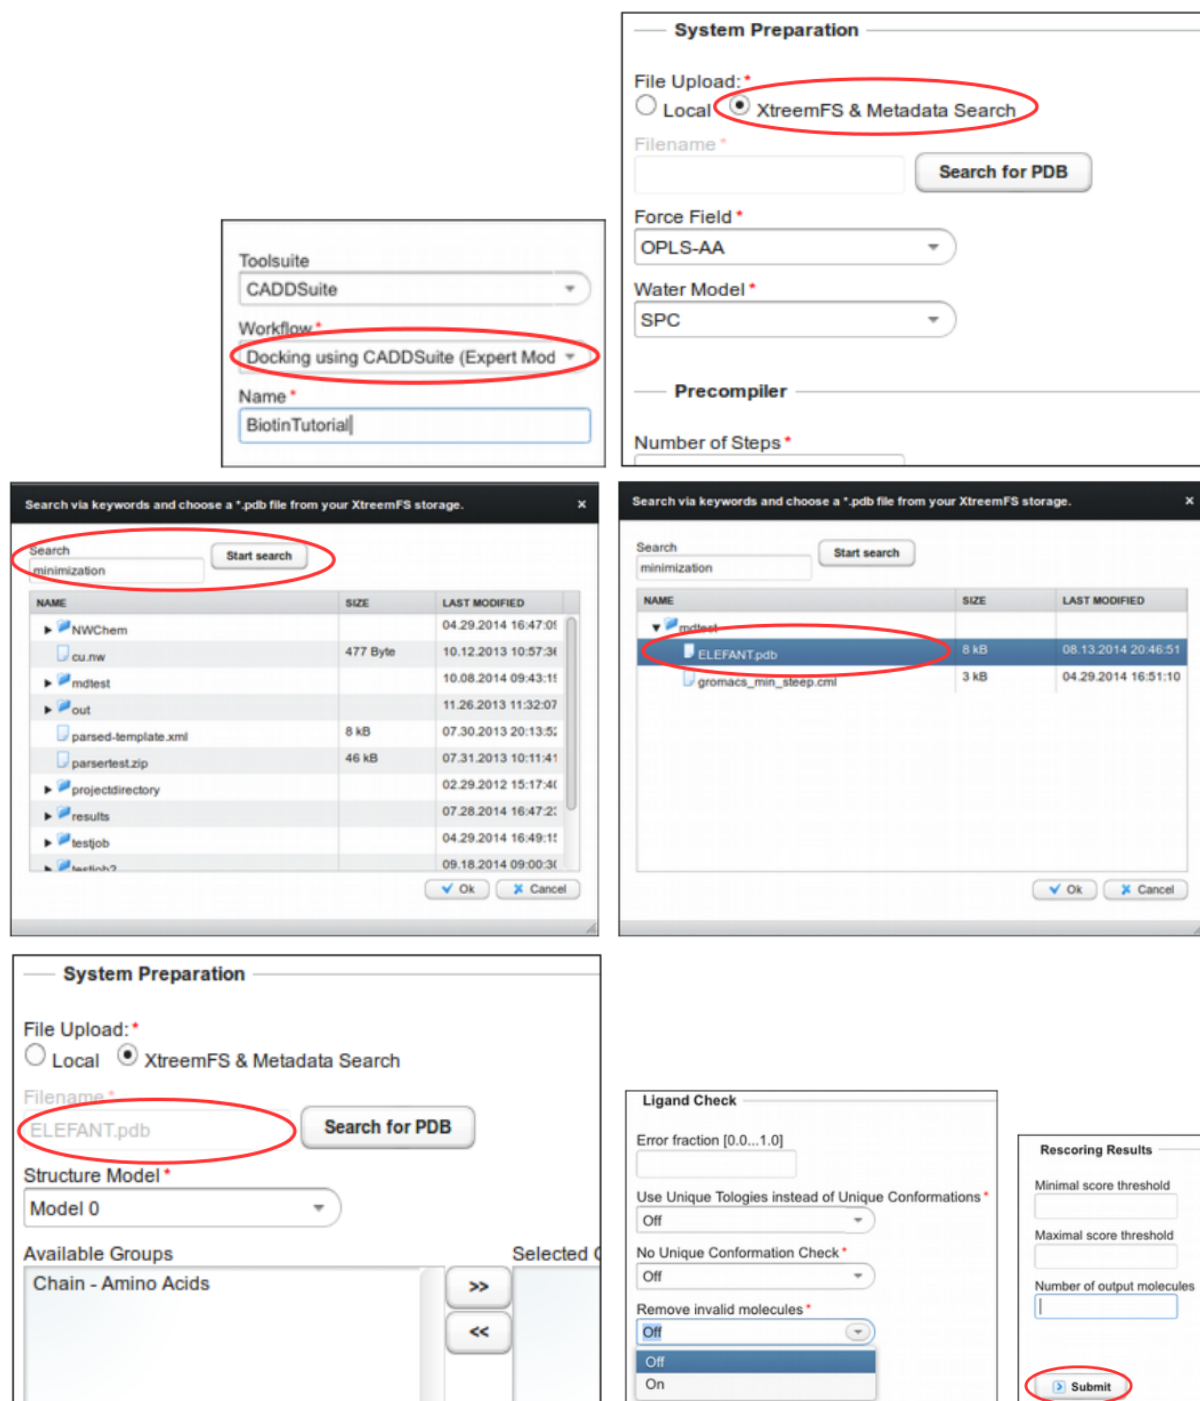 System Preparation
File Upload: *
Local XtreemFS & Metadata Search
Filename *
Search for PDB
Force Field *
OPLS-AA
Water Model *
SPC
Precompiler
Number of Steps *
Toolsuite
CADDSuite
Workflow *
Docking using CADDSuite (Expert Mod
Name *
BiotinTutorial
Search via keywords and choose a *.pdb file from your XtreemFS storage. ×
Search
Start search
minimization
NAME SIZE LAST MODIFIED
NWChem 04.29.2014 16:47:09
cu.nw 477 Byte 10.12.2013 10:57:36
mdtest 10.08.2014 09:43:15
out 11.26.2013 11:32:07
parsed-template.xml 8 kB 07.30.2013 20:13:52
parsertest.zip 46 kB 07.31.2013 10:11:41
projectdirectory 02.29.2012 15:17:40
results 07.28.2014 16:47:23
testjob 04.29.2014 16:49:15
testjob2 09.18.2014 09:00:30
Ok Cancel
Search via keywords and choose a *.pdb file from your XtreemFS storage. ×
Search
Start search
minimization
NAME SIZE LAST MODIFIED
mdtest
ELEFANT.pdb 8 kB 08.13.2014 20:46:51
gromacs_min_steep.cml 3 kB 04.29.2014 16:51:10
Ok Cancel
System Preparation
File Upload: *
Local XtreemFS & Metadata Search
Filename *
ELEFANT.pdb Search for PDB
Structure Model *
Model 0
Available Groups Selected
Chain - Amino Acids
>>
<<
Ligand Check
Error fraction [0.0...1.0]
Use Unique Tologies instead of Unique Conformations *
Off
No Unique Conformation Check *
Off
Remove invalid molecules *
Off
Off
On
Rescoring Results
Minimal score threshold
Maximal score threshold
Number of output molecules
Submit